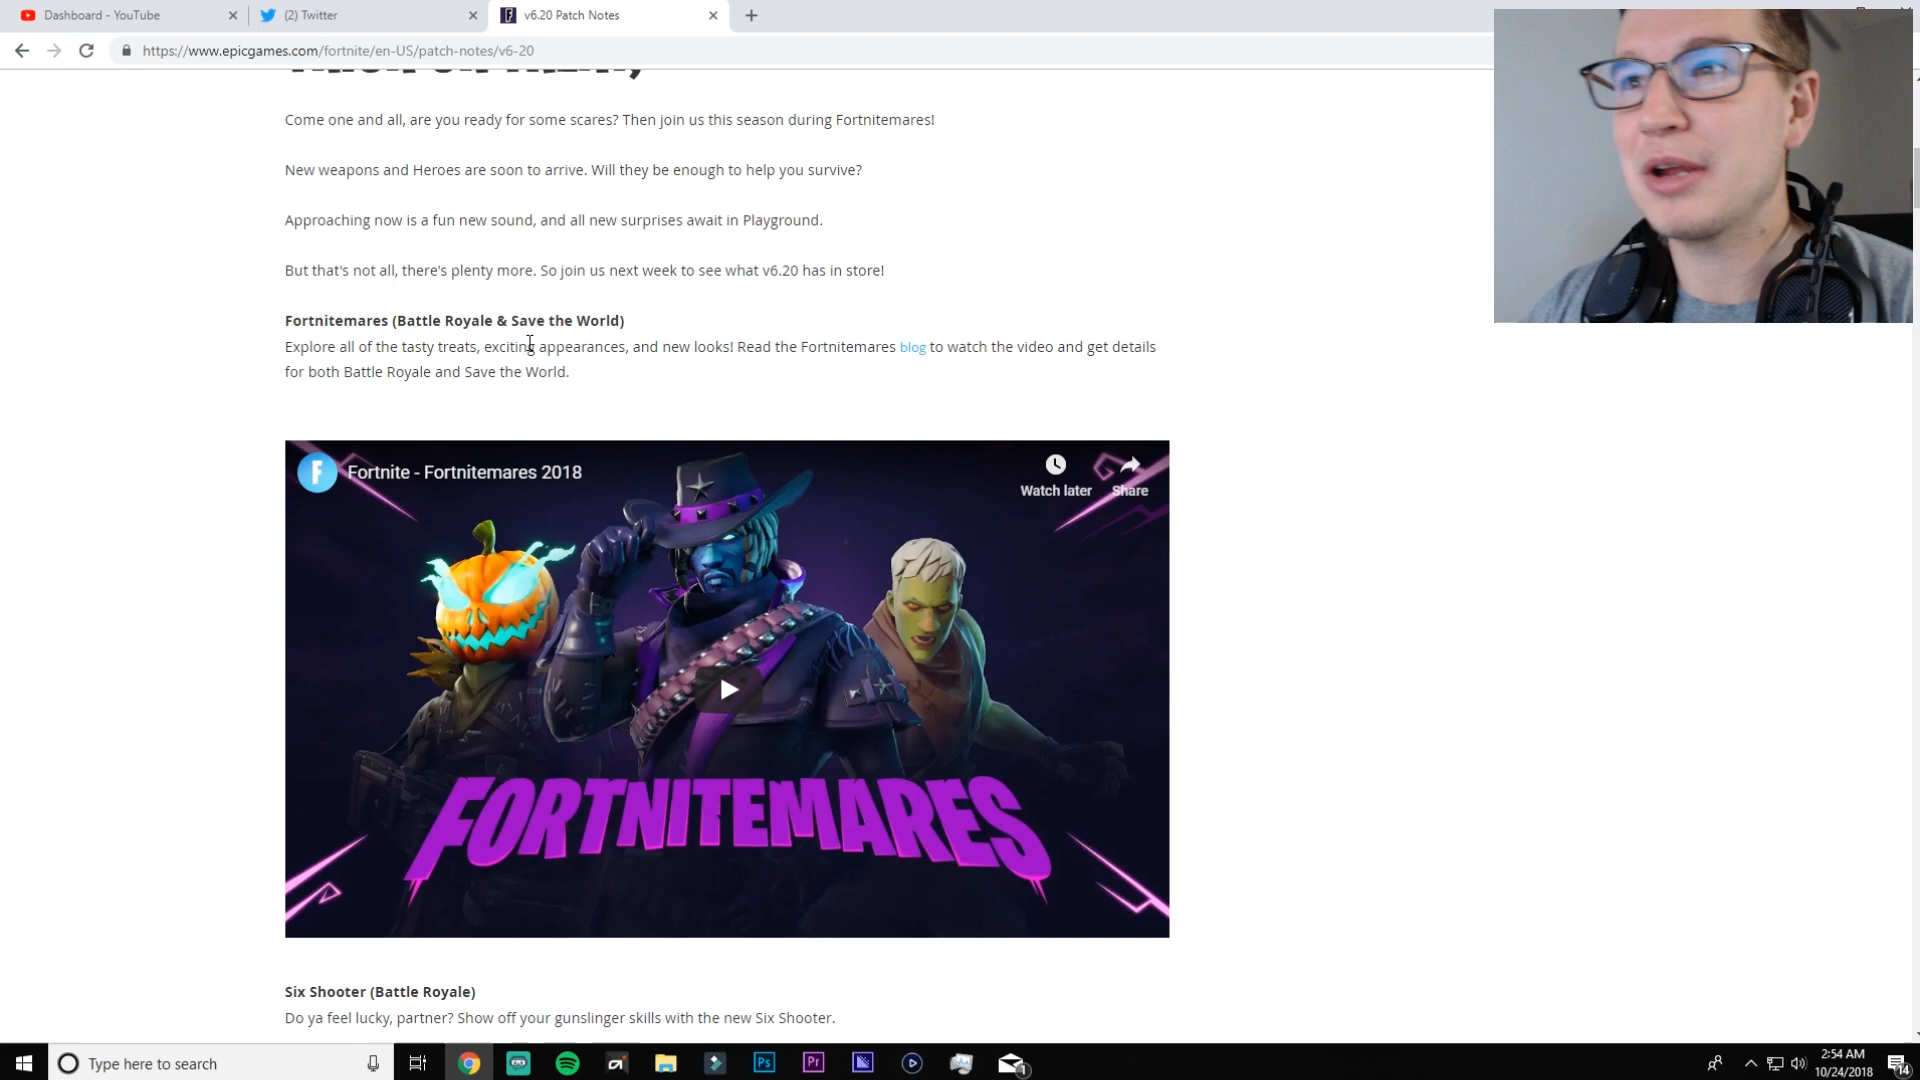 Dashboard - YouTube
(2) Twitter
v6.20 Patch Notes
https://www.epicgames.com/fortnite/en-US/patch-notes/v6-20
Come one and all, are you ready for some scares? Then join us this season during Fortnitemares!
New weapons and Heroes are soon to arrive. Will they be enough to help you survive?
Approaching now is a fun new sound, and all new surprises await in Playground.
But that's not all, there's plenty more. So join us next week to see what v6.20 has in store!
Fortnitemares (Battle Royale & Save the World)
Explore all of the tasty treats, exciting appearances, and new looks! Read the Fortnitemares blog to watch the video and get details
for both Battle Royale and Save the World.
F
Fortnite - Fortnitemares 2018
Watch later
Share
FORTNITEMARES
Six Shooter (Battle Royale)
Do ya feel lucky, partner? Show off your gunslinger skills with the new Six Shooter.
Type here to search
Ps
Pr
1
2:54 AM
10/24/2018
14